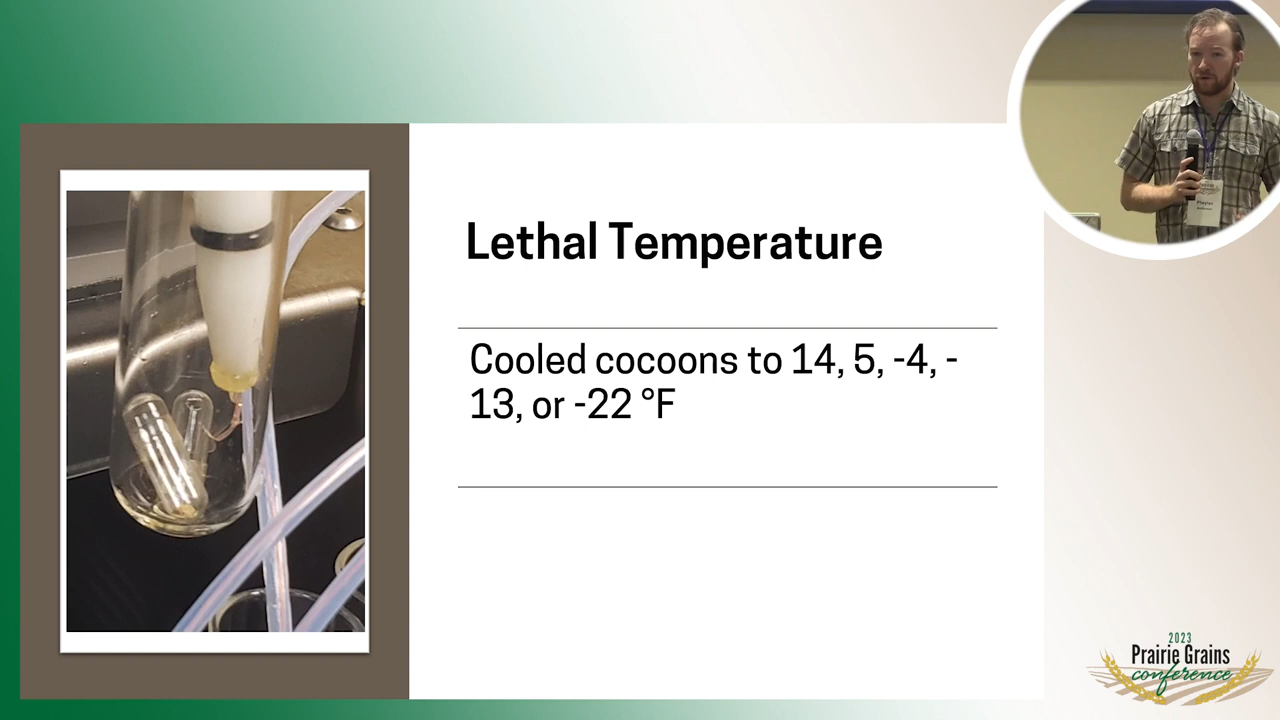 Lethal Temperature
Cooled cocoons to 14, 5, -4, -
13, or -22 °F
2023
Prairie Grains
conference